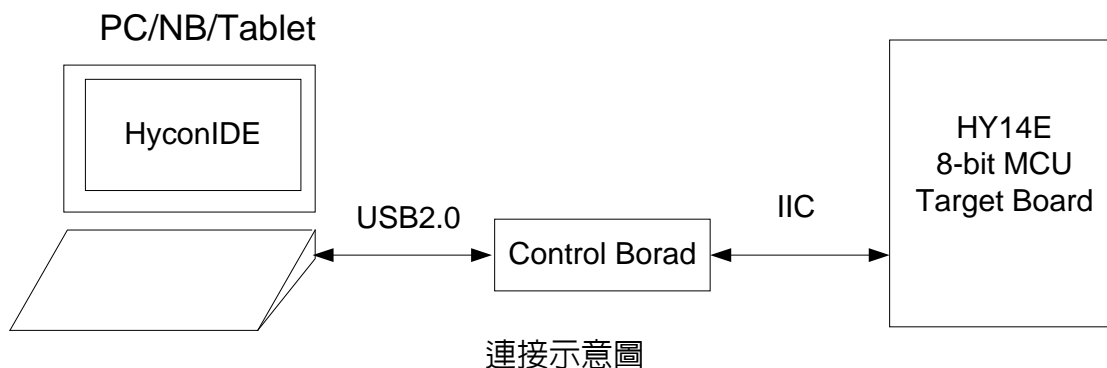 PC/NB/Tablet
HyconIDE
USB2.0
Control Borad
IIC
HY14E
8-bit MCU
Target Board
連接示意圖